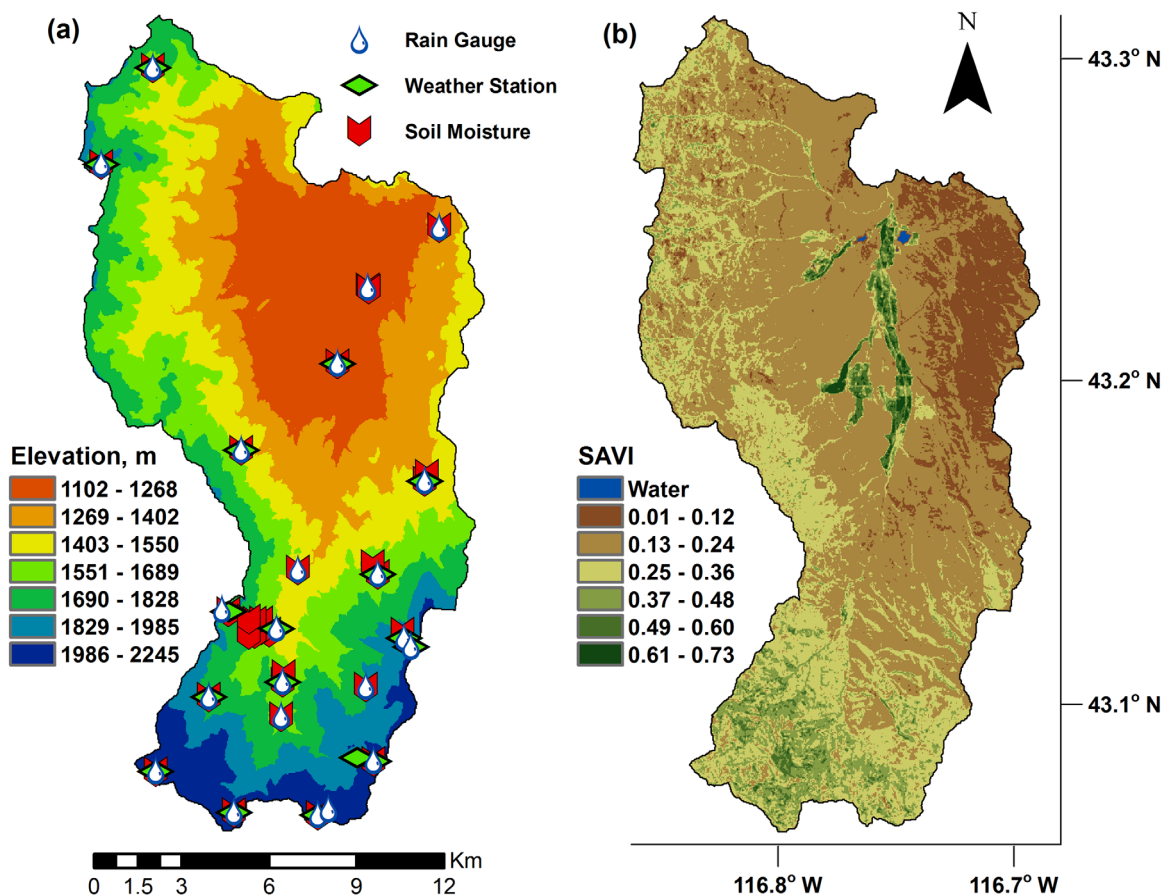 (a)
Rain Gauge
Weather Station
Soil Moisture
Elevation, m
1102 - 1268
1269 - 1402
1403 - 1550
1551 - 1689
1690 - 1828
1829 - 1985
1986 - 2245
0 1.5 3 6 9 12
Km
(b)
N
43.3° N
43.2° N
43.1° N
SAVI
Water
0.01 - 0.12
0.13 - 0.24
0.25 - 0.36
0.37 - 0.48
0.49 - 0.60
0.61 - 0.73
116.8° W 116.7° W